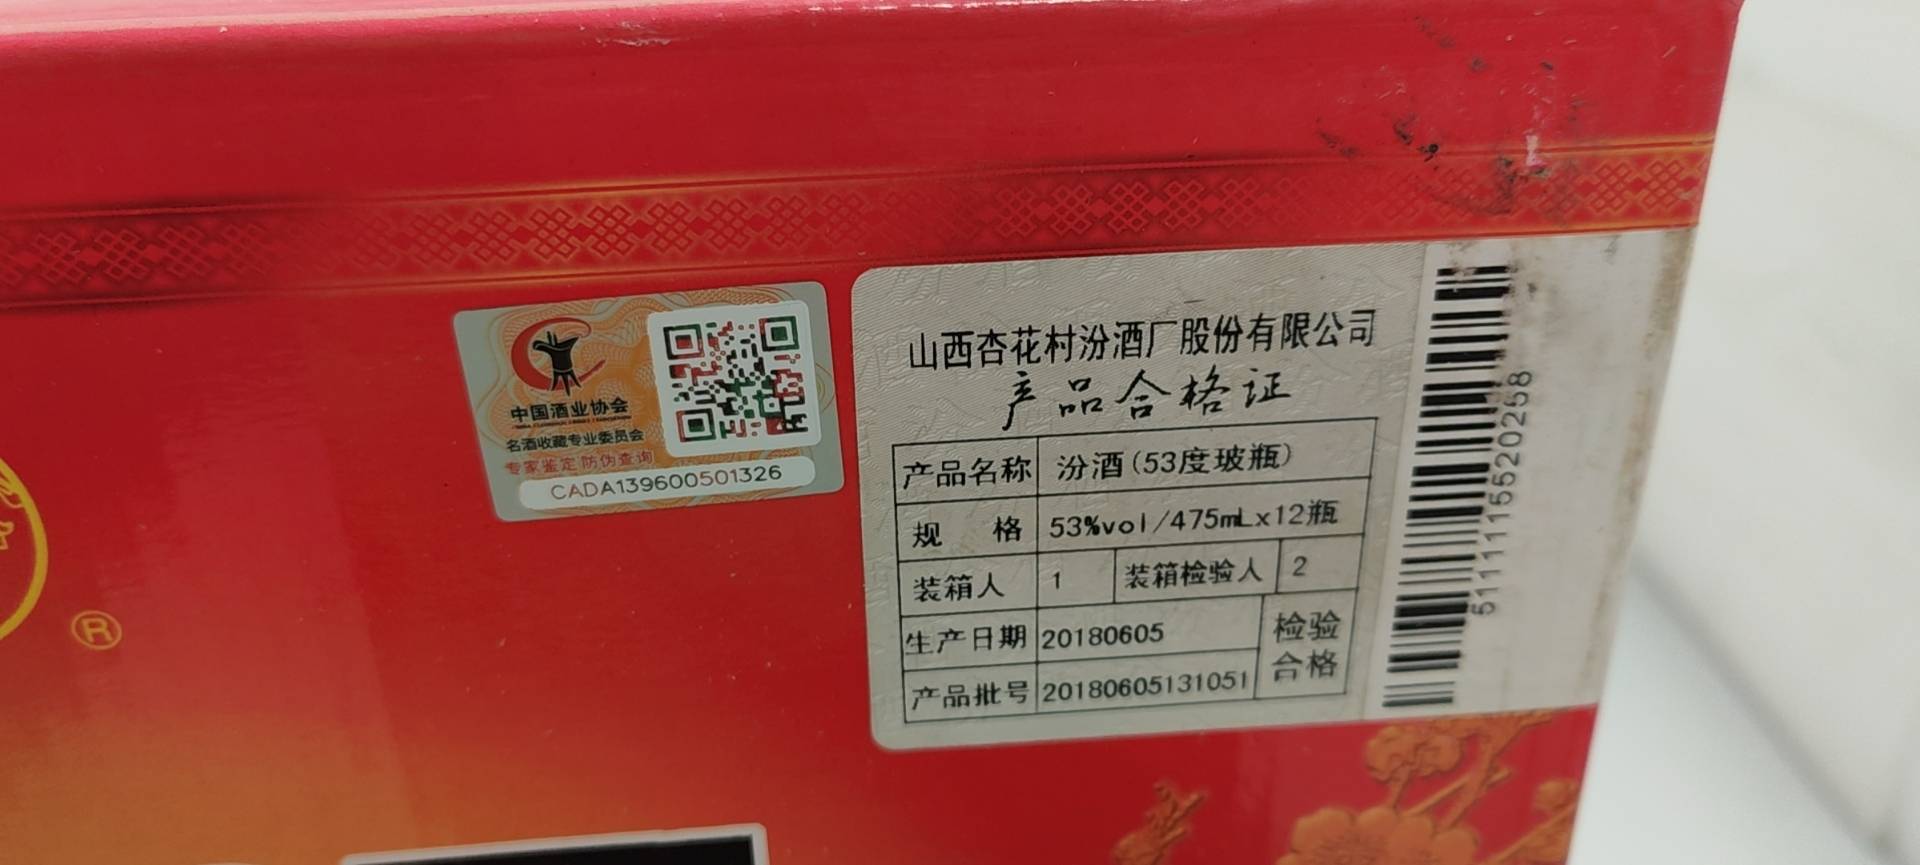 中国酒业协会
名酒收藏专业委员会
专家鉴定 防伪查询
CADA139600501326
®
山西杏花村汾酒厂股份有限公司
产品合格证
产品名称 汾酒(53度玻瓶)
规 格 53%vol/475mLx12瓶
装箱人 1 装箱检验人 2
生产日期 20180605 检验
产品批号 20180605131051 合格